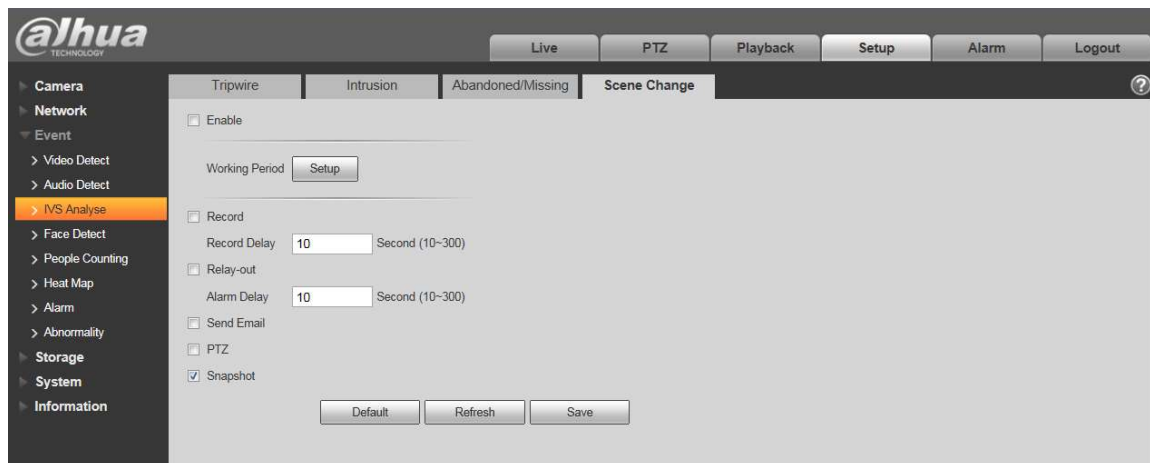 alhua
TECHNOLOGY
Live PTZ Playback Setup Alarm Logout
Camera
Network
Event
Video Detect
Audio Detect
IVS Analyse
Face Detect
People Counting
Heat Map
Alarm
Abnormality
Storage
System
Information
Tripwire Intrusion Abandoned/Missing Scene Change ?
Enable
Working Period Setup
Record
Record Delay 10 Second (10~300)
Relay-out
Alarm Delay 10 Second (10~300)
Send Email
PTZ
Snapshot
Default Refresh Save